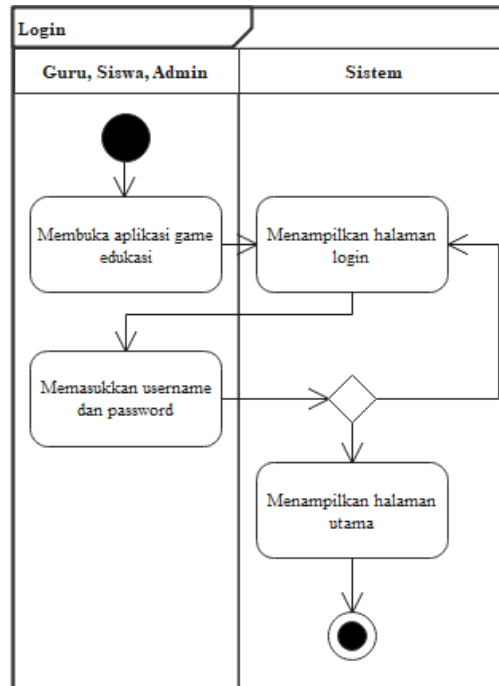 Login
Guru, Siswa, Admin
Sistem
Membuka aplikasi game
edukasi
Menampilkan halaman
login
Memasukkan username
dan password
Menampilkan halaman
utama